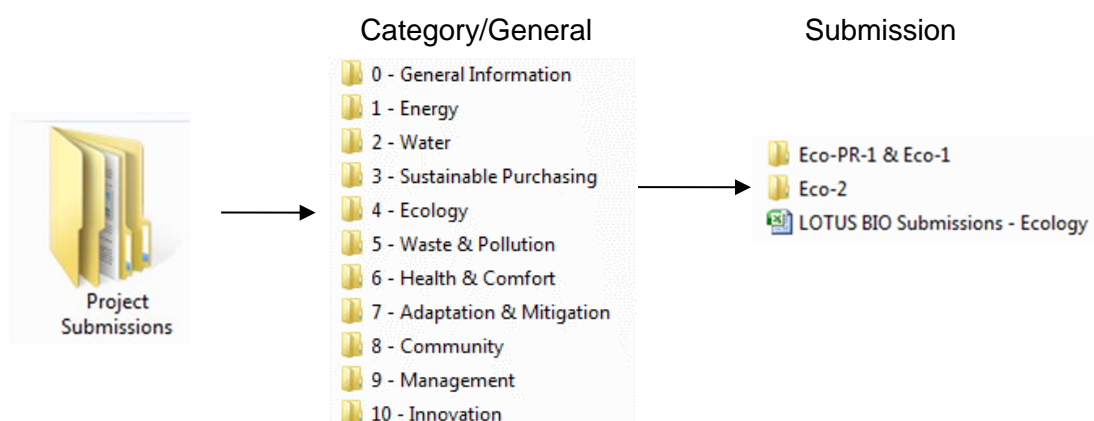 Category/General
Submission
Project
Submissions
0 - General Information
1 - Energy
2 - Water
3 - Sustainable Purchasing
4 - Ecology
5 - Waste & Pollution
6 - Health & Comfort
7 - Adaptation & Mitigation
8 - Community
9 - Management
10 - Innovation
Eco-PR-1 & Eco-1
Eco-2
LOTUS BIO Submissions - Ecology